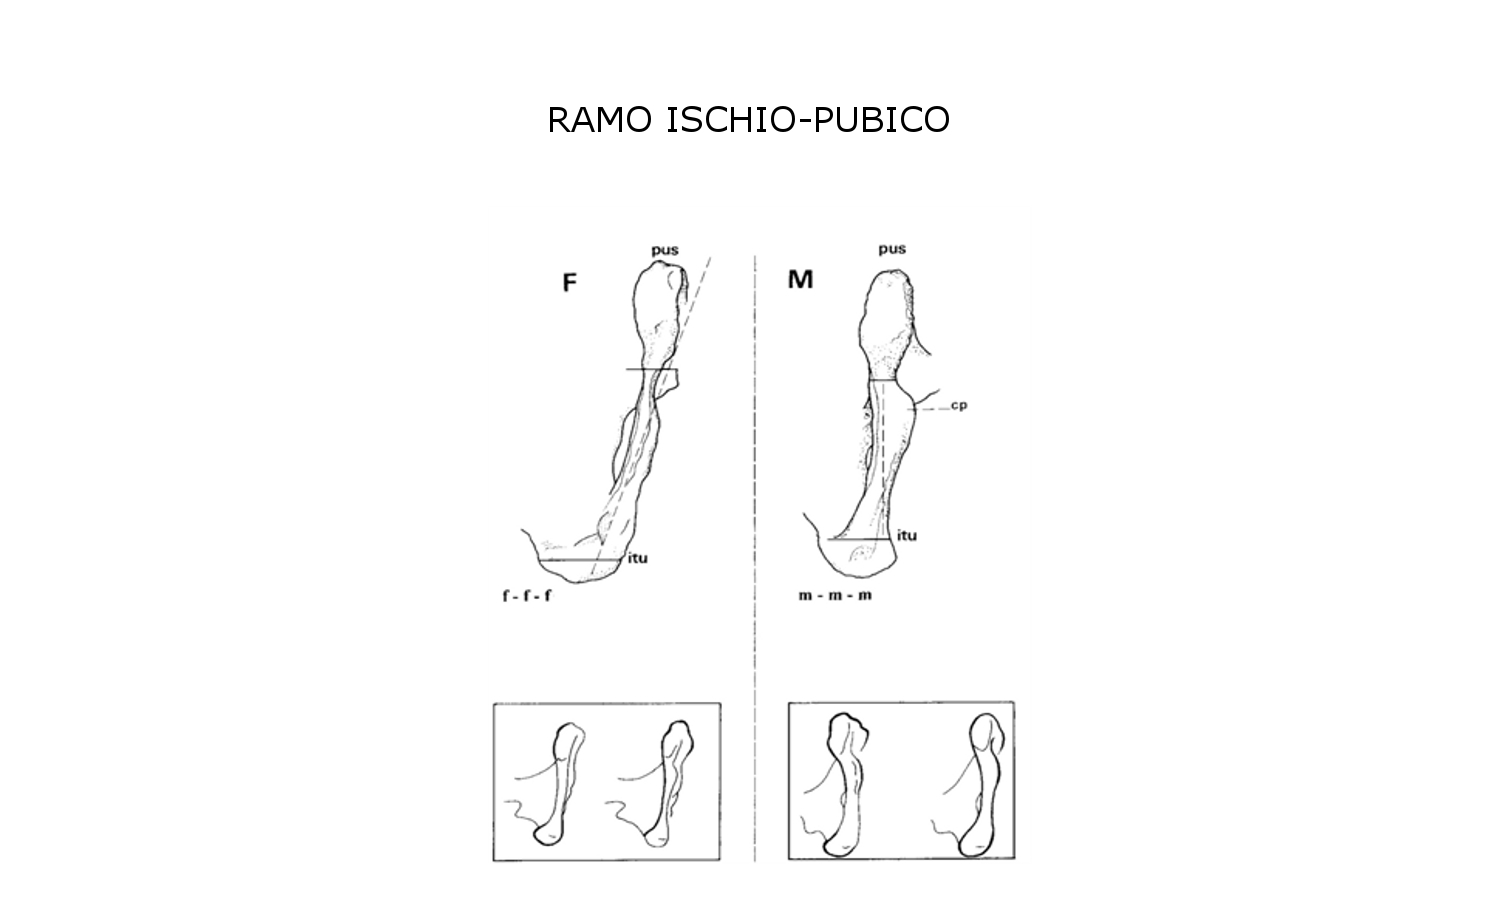 RAMO ISCHIO-PUBICO
pus
F
itu
f - f - f
pus
M
cp
itu
m - m - m